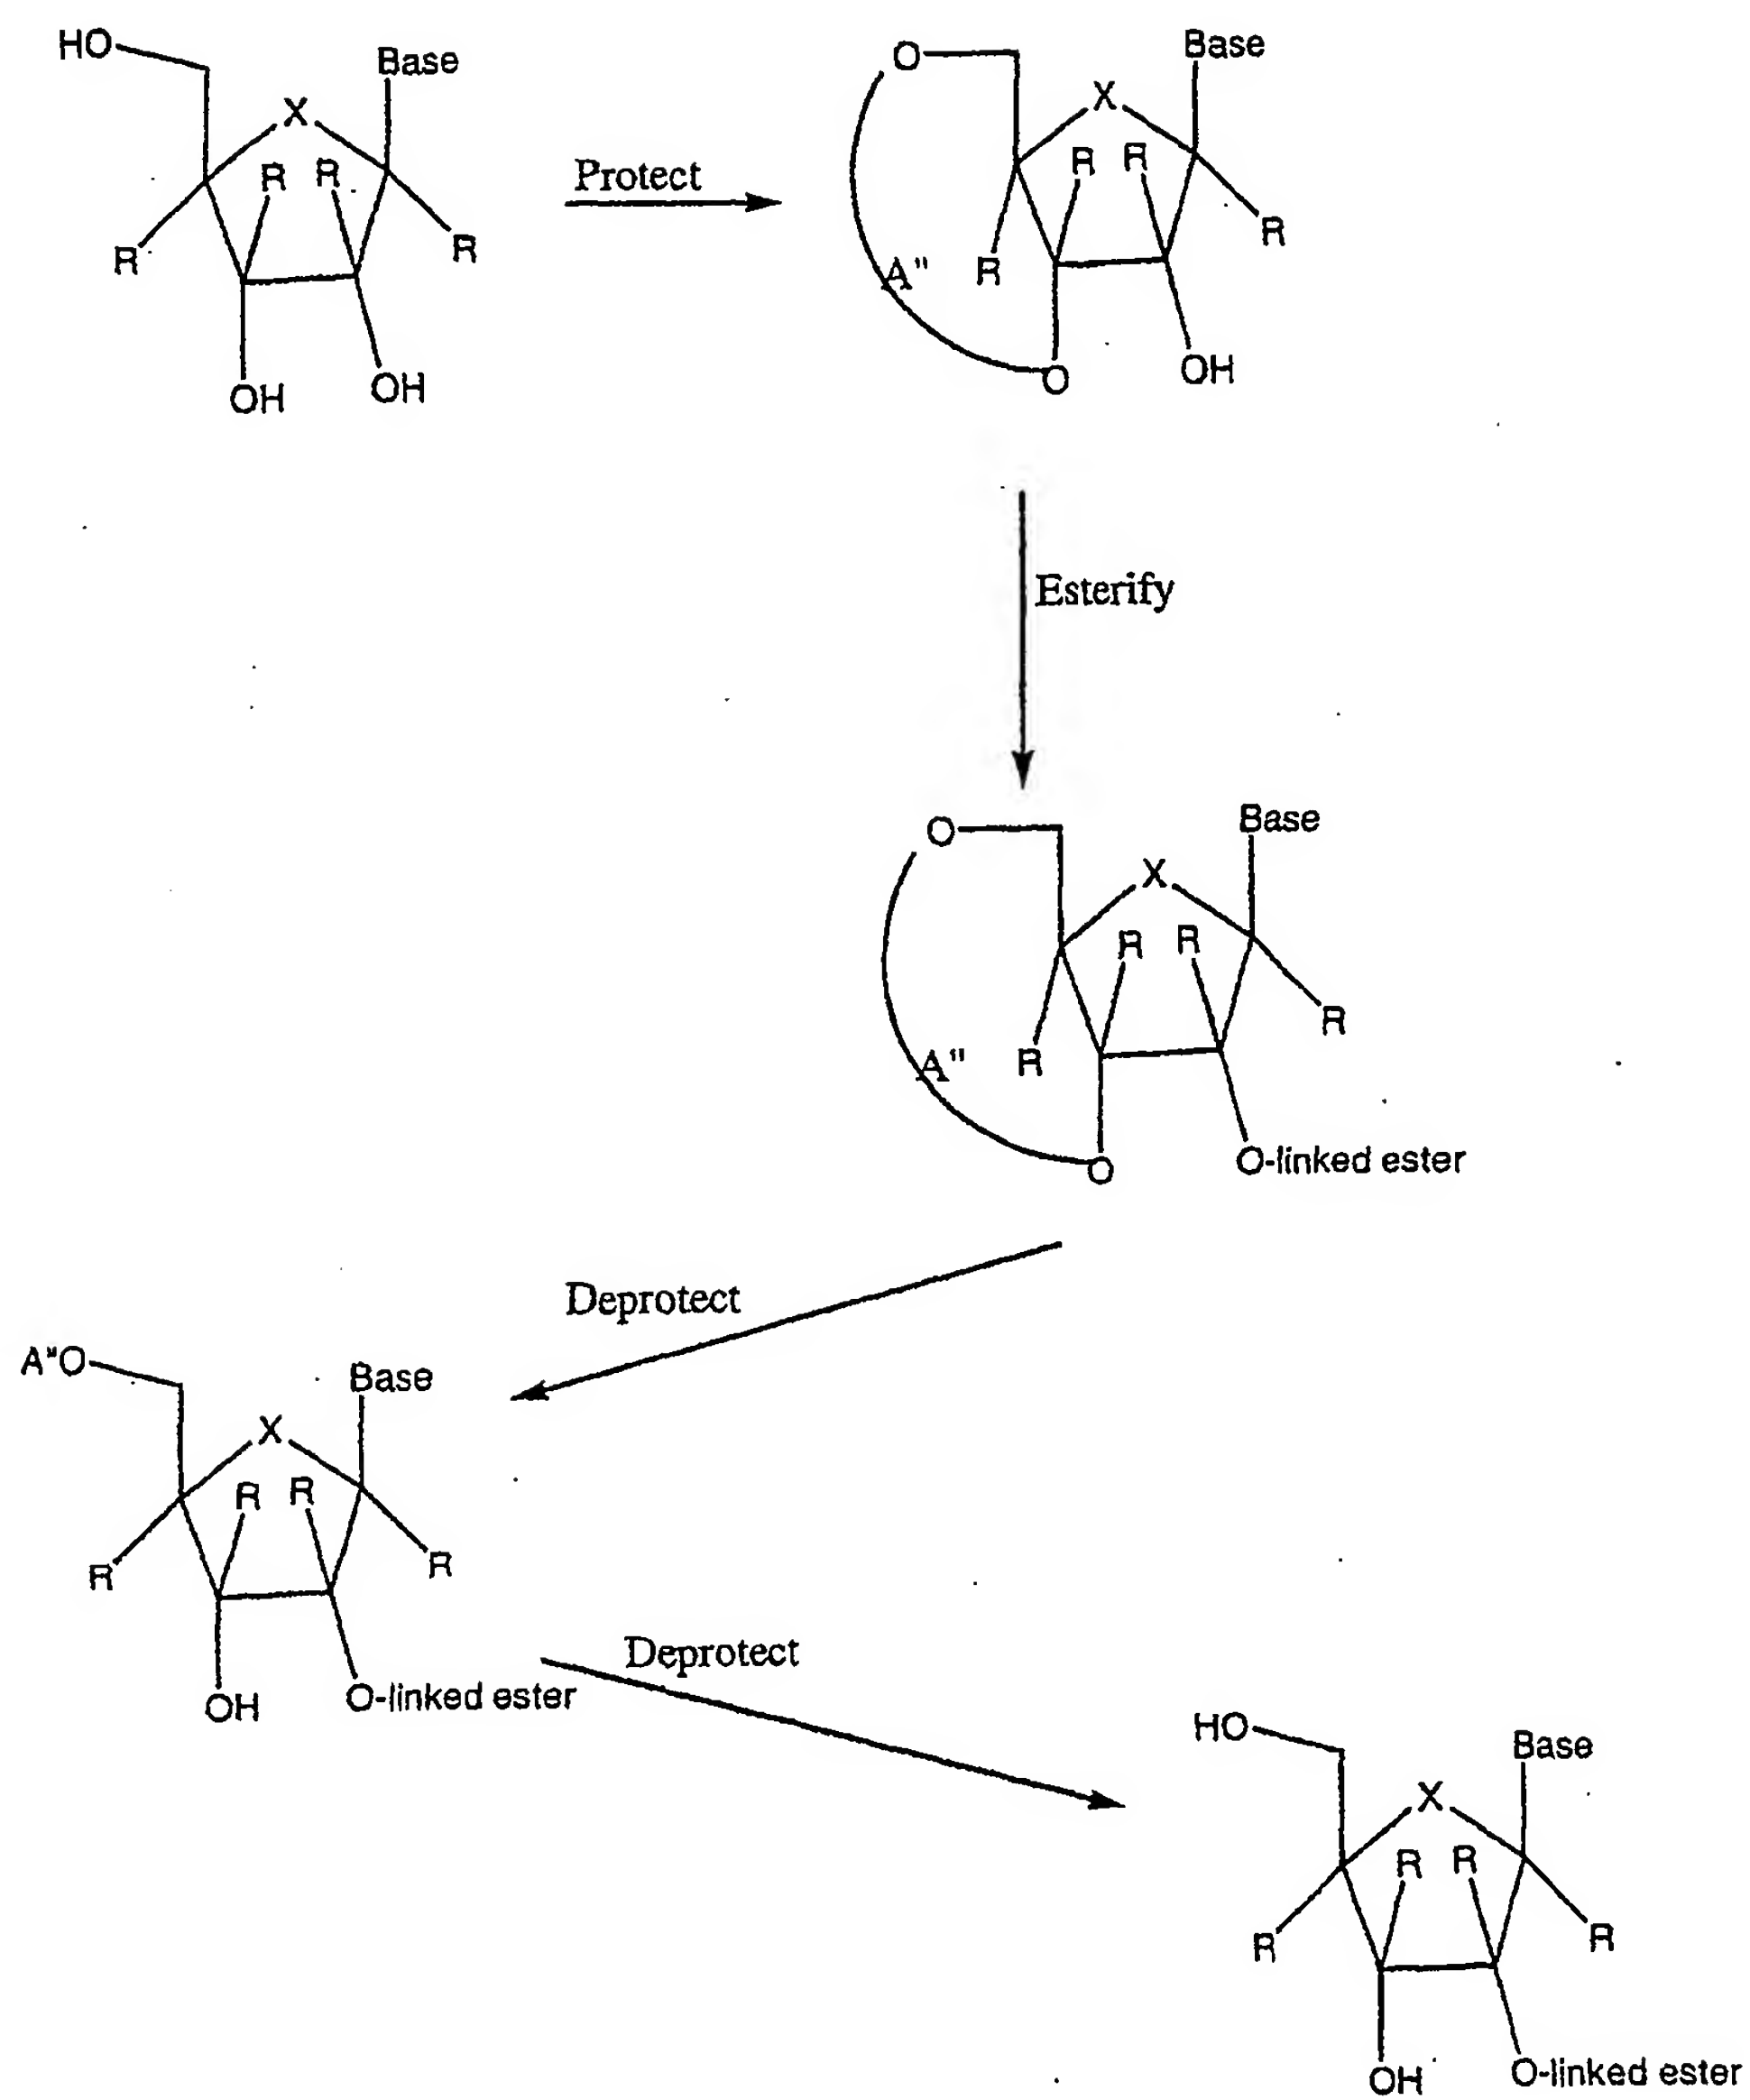 HO
Base
X
R R
R R
OH OH
Protect
O
Base
X
R R
R
A" R
O
OH
Esterify
O
Base
X
R R
R
A" R
O
O-linked ester
Deprotect
A"O
Base
X
R R
R R
OH
O-linked ester
Deprotect
HO
Base
X
R R
R R
OH
O-linked ester